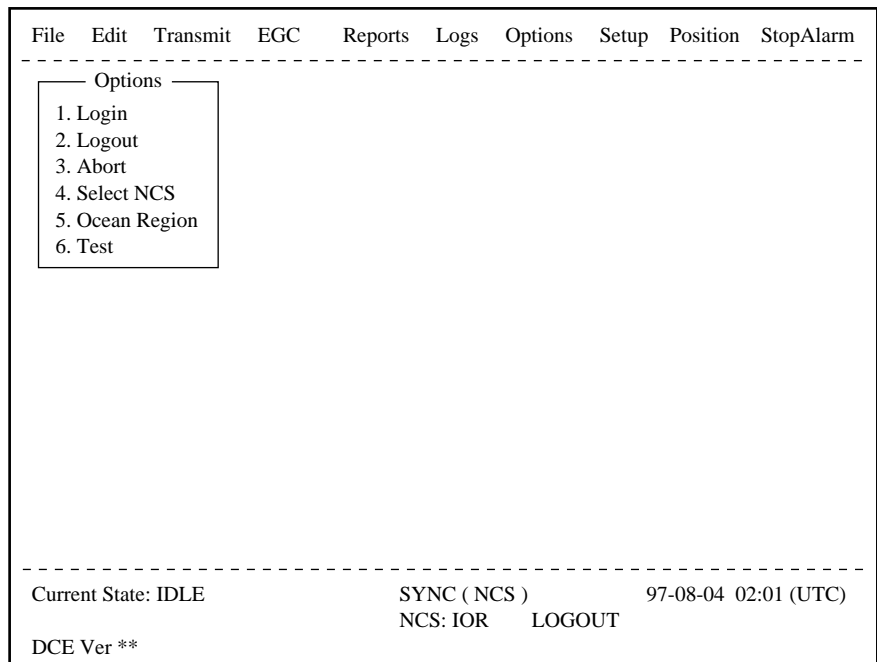 File Edit Transmit EGC Reports Logs Options Setup Position StopAlarm
Options
1. Login
2. Logout
3. Abort
4. Select NCS
5. Ocean Region
6. Test
Current State: IDLE SYNC ( NCS ) 97-08-04 02:01 (UTC)
NCS: IOR LOGOUT
DCE Ver **